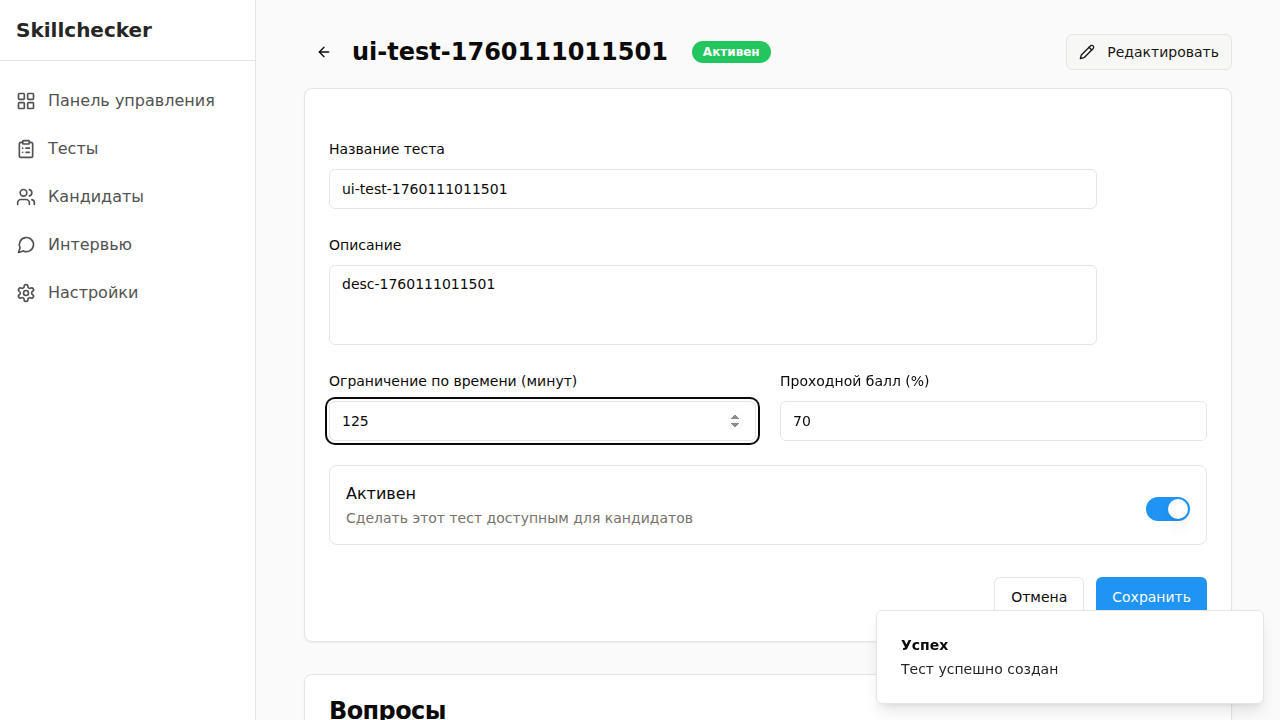 Skillchecker
Панель управления
Тесты
Кандидаты
Интервью
Настройки
ui-test-1760111011501
Активен
Редактировать
Название теста
ui-test-1760111011501
Описание
desc-1760111011501
Ограничение по времени (минут)
Проходной балл (%)
125
70
Активен
Сделать этот тест доступным для кандидатов
Отмена
Сохранить
Успех
Тест успешно создан
Вопросы